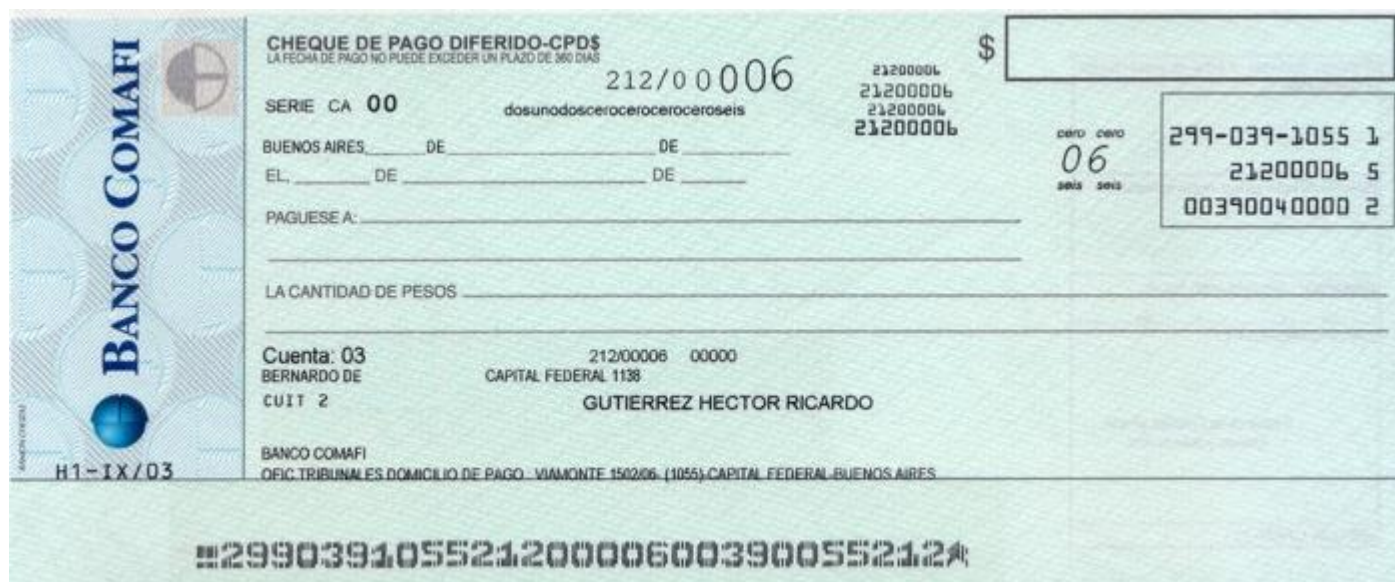 BANCO COMAFI
H1-IX/03
CHEQUE DE PAGO DIFERIDO-CPD$
LA FECHA DE PAGO NO PUEDE EXCEDER UN PLAZO DE 360 DIAS
$
212/00006
SERIE CA 00
dosunodosceroceroceroceroseis
21200006
21200006
21200006
21200006
cero cero
06
seis seis
299-039-1055 1
21200006 5
00390040000 2
BUENOS AIRES DE DE
EL, DE DE
PAGUESE A:
LA CANTIDAD DE PESOS
Cuenta: 03 212/00006 00000
BERNARDO DE CAPITAL FEDERAL 1138
CUIT 2 GUTIERREZ HECTOR RICARDO
BANCO COMAFI
OFIC.TRIBUNALES DOMICILIO DE PAGO : VIAMONTE 1502/06- (1055)-CAPITAL FEDERAL-BUENOS AIRES
29903910552120000600390055212